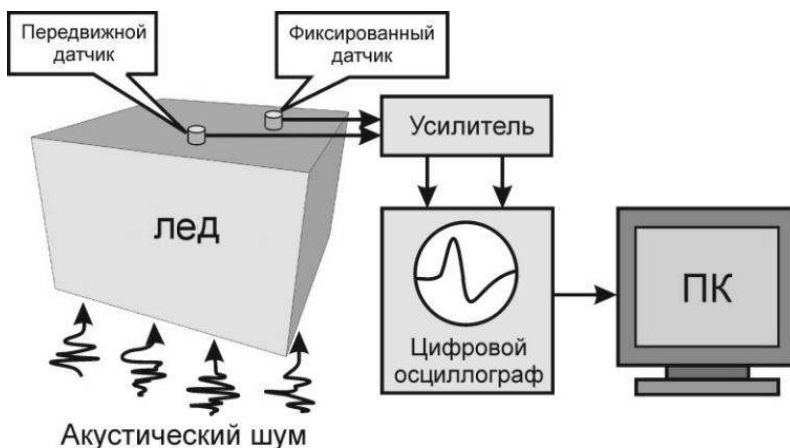 Передвижной
датчик
Фиксированный
датчик
Усилитель
лед
Цифровой
осциллограф
ПК
Акустический шум